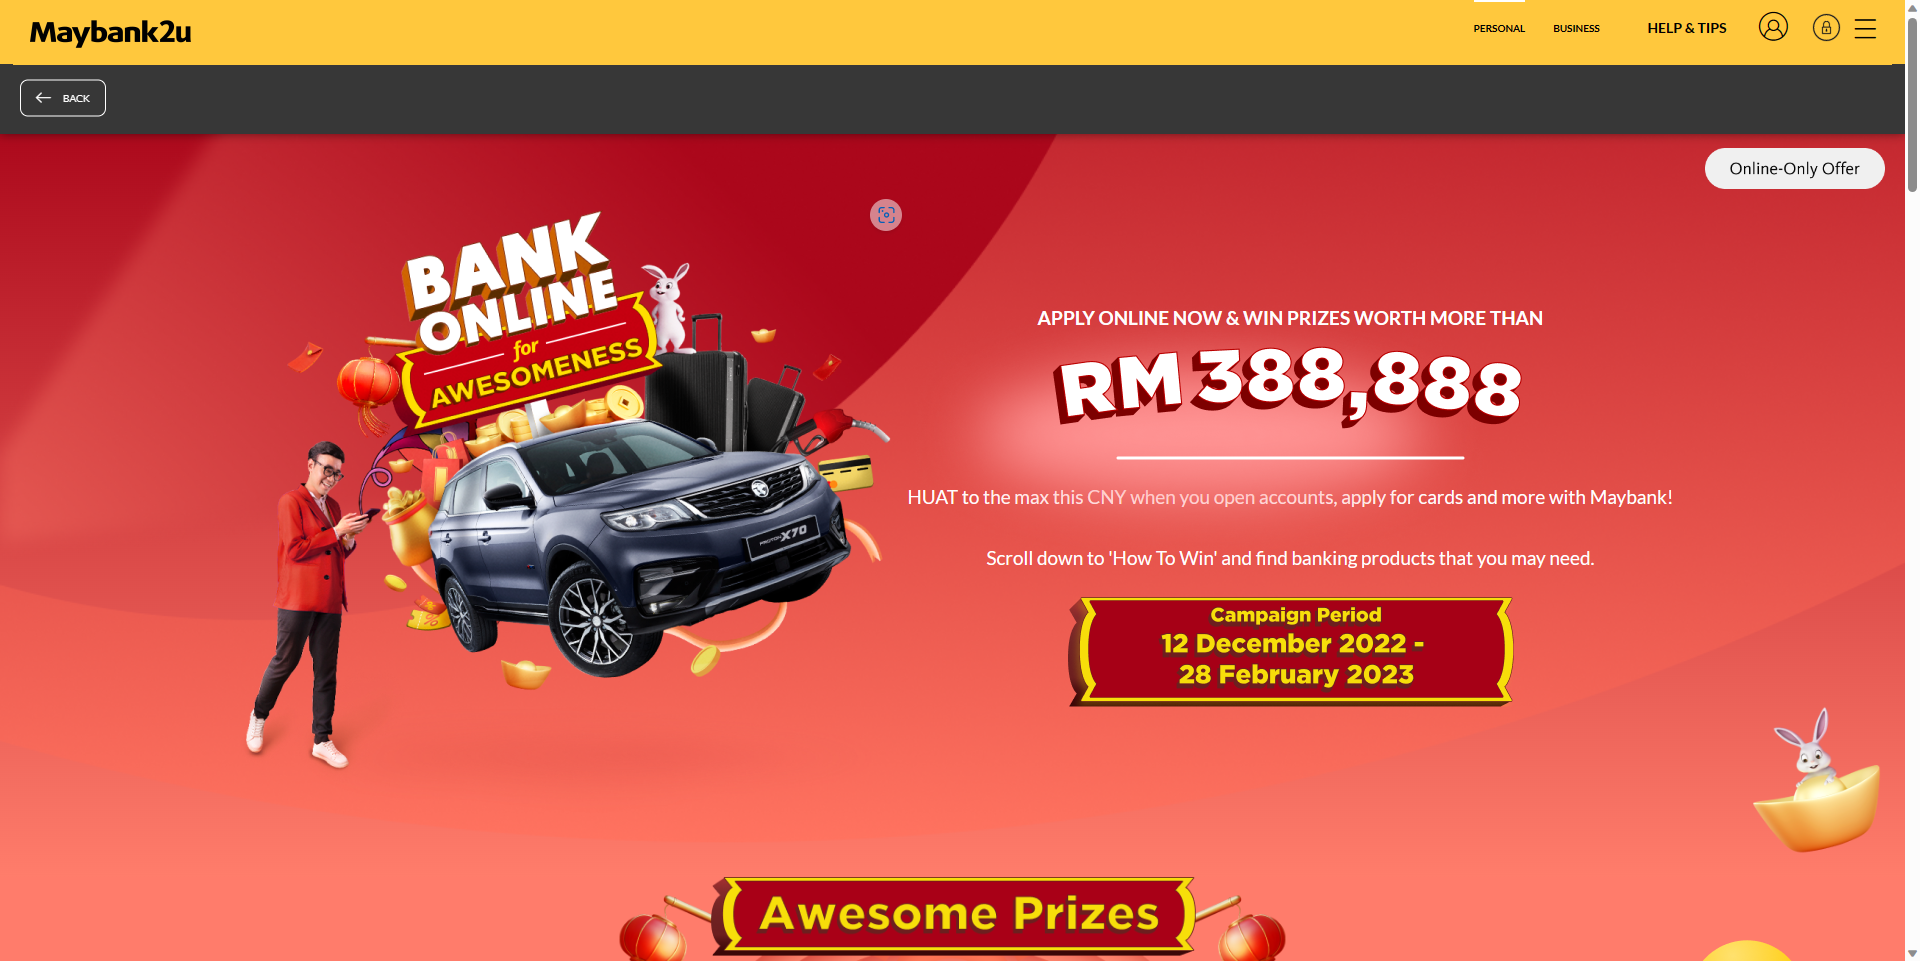 Maybank2u
PERSONAL
BUSINESS
HELP & TIPS
BACK
Online-Only Offer
BANK
ONLINE
for
AWESOMENESS
PROTON X70
APPLY ONLINE NOW & WIN PRIZES WORTH MORE THAN
RM 388,888
HUAT to the max this CNY when you open accounts, apply for cards and more with Maybank!
Scroll down to 'How To Win' and find banking products that you may need.
Campaign Period
12 December 2022 -
28 February 2023
Awesome Prizes